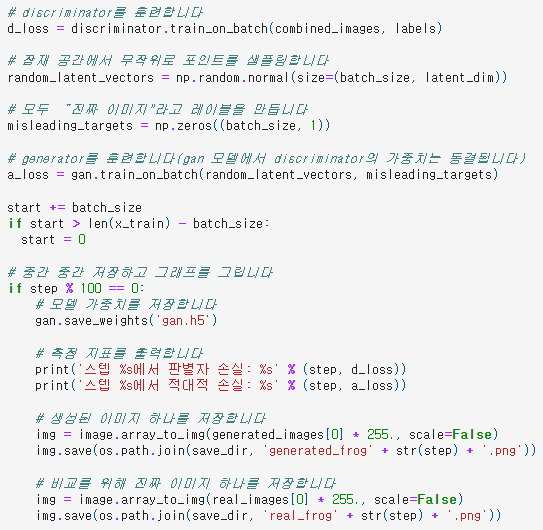 # discriminator를 훈련합니다
d_loss = discriminator.train_on_batch(combined_images, labels)

# 잠재 공간에서 무작위로 포인트를 샘플링합니다
random_latent_vectors = np.random.normal(size=(batch_size, latent_dim))

# 모두 "진짜 이미지"라고 레이블을 만듭니다
misleading_targets = np.zeros((batch_size, 1))

# generator를 훈련합니다(gan 모델에서 discriminator의 가중치는 동결됩니다)
a_loss = gan.train_on_batch(random_latent_vectors, misleading_targets)

start += batch_size
if start > len(x_train) - batch_size:
  start = 0

# 중간 중간 저장하고 그래프를 그립니다
if step % 100 == 0:
    # 모델 가중치를 저장합니다
    gan.save_weights('gan.h5')

    # 측정 지표를 출력합니다
    print('스텝 %s에서 판별자 손실: %s' % (step, d_loss))
    print('스텝 %s에서 적대적 손실: %s' % (step, a_loss))

    # 생성된 이미지 하나를 저장합니다
    img = image.array_to_img(generated_images[0] * 255., scale=False)
    img.save(os.path.join(save_dir, 'generated_frog' + str(step) + '.png'))

    # 비교를 위해 진짜 이미지 하나를 저장합니다
    img = image.array_to_img(real_images[0] * 255., scale=False)
    img.save(os.path.join(save_dir, 'real_frog' + str(step) + '.png'))